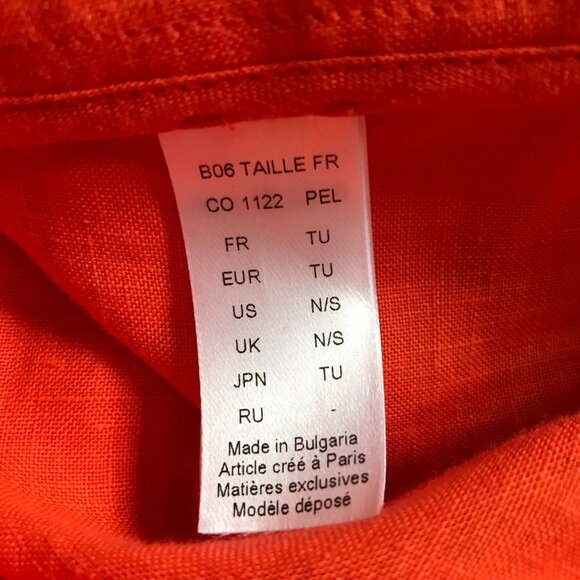 B06 TAILLE FR
CO 1122 PEL
FR TU
EUR TU
US N/S
UK N/S
JPN TU
RU -
Made in Bulgaria
Article créé à Paris
Matières exclusives
Modèle déposé